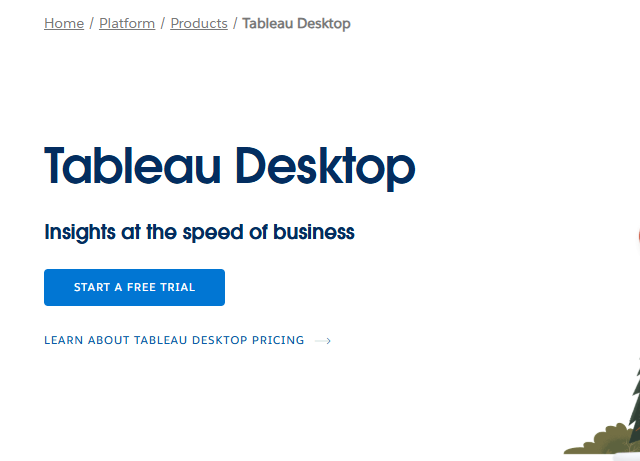 Home / Platform / Products / Tableau Desktop
Tableau Desktop
Insights at the speed of business
START A FREE TRIAL
LEARN ABOUT TABLEAU DESKTOP PRICING